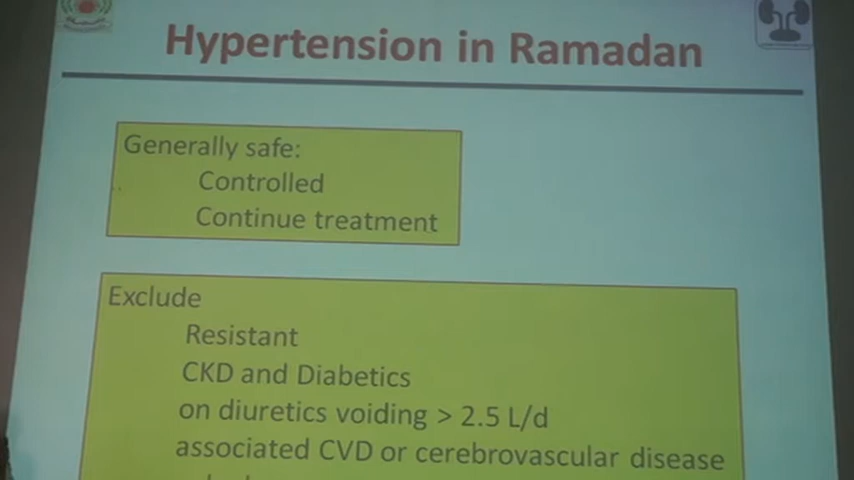 Hypertension in Ramadan
Generally safe:
Controlled
Continue treatment
Exclude
Resistant
CKD and Diabetics
on diuretics voiding > 2.5 L/d
associated CVD or cerebrovascular disease